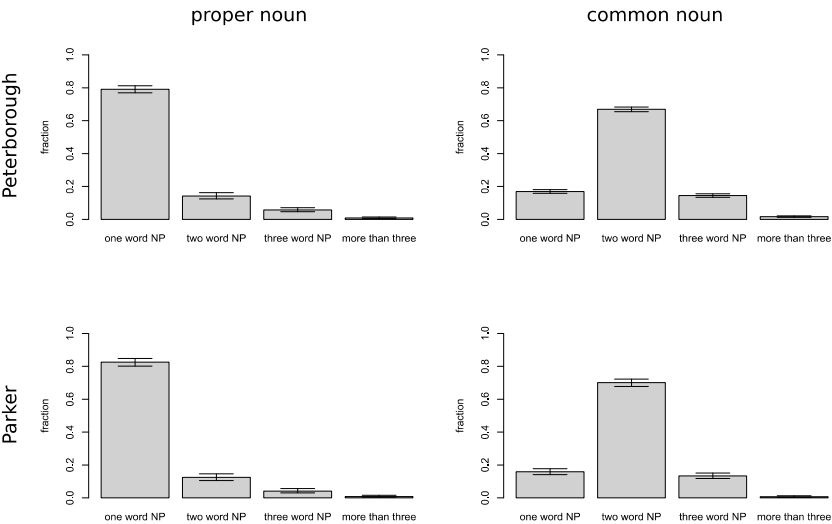 proper noun
common noun
Peterborough
fraction
0.0 0.2 0.4 0.6 0.8 1.0
one word NP two word NP three word NP more than three
fraction
0.0 0.2 0.4 0.6 0.8 1.0
one word NP two word NP three word NP more than three
Parker
fraction
0.0 0.2 0.4 0.6 0.8 1.0
one word NP two word NP three word NP more than three
fraction
0.0 0.2 0.4 0.6 0.8 1.0
one word NP two word NP three word NP more than three